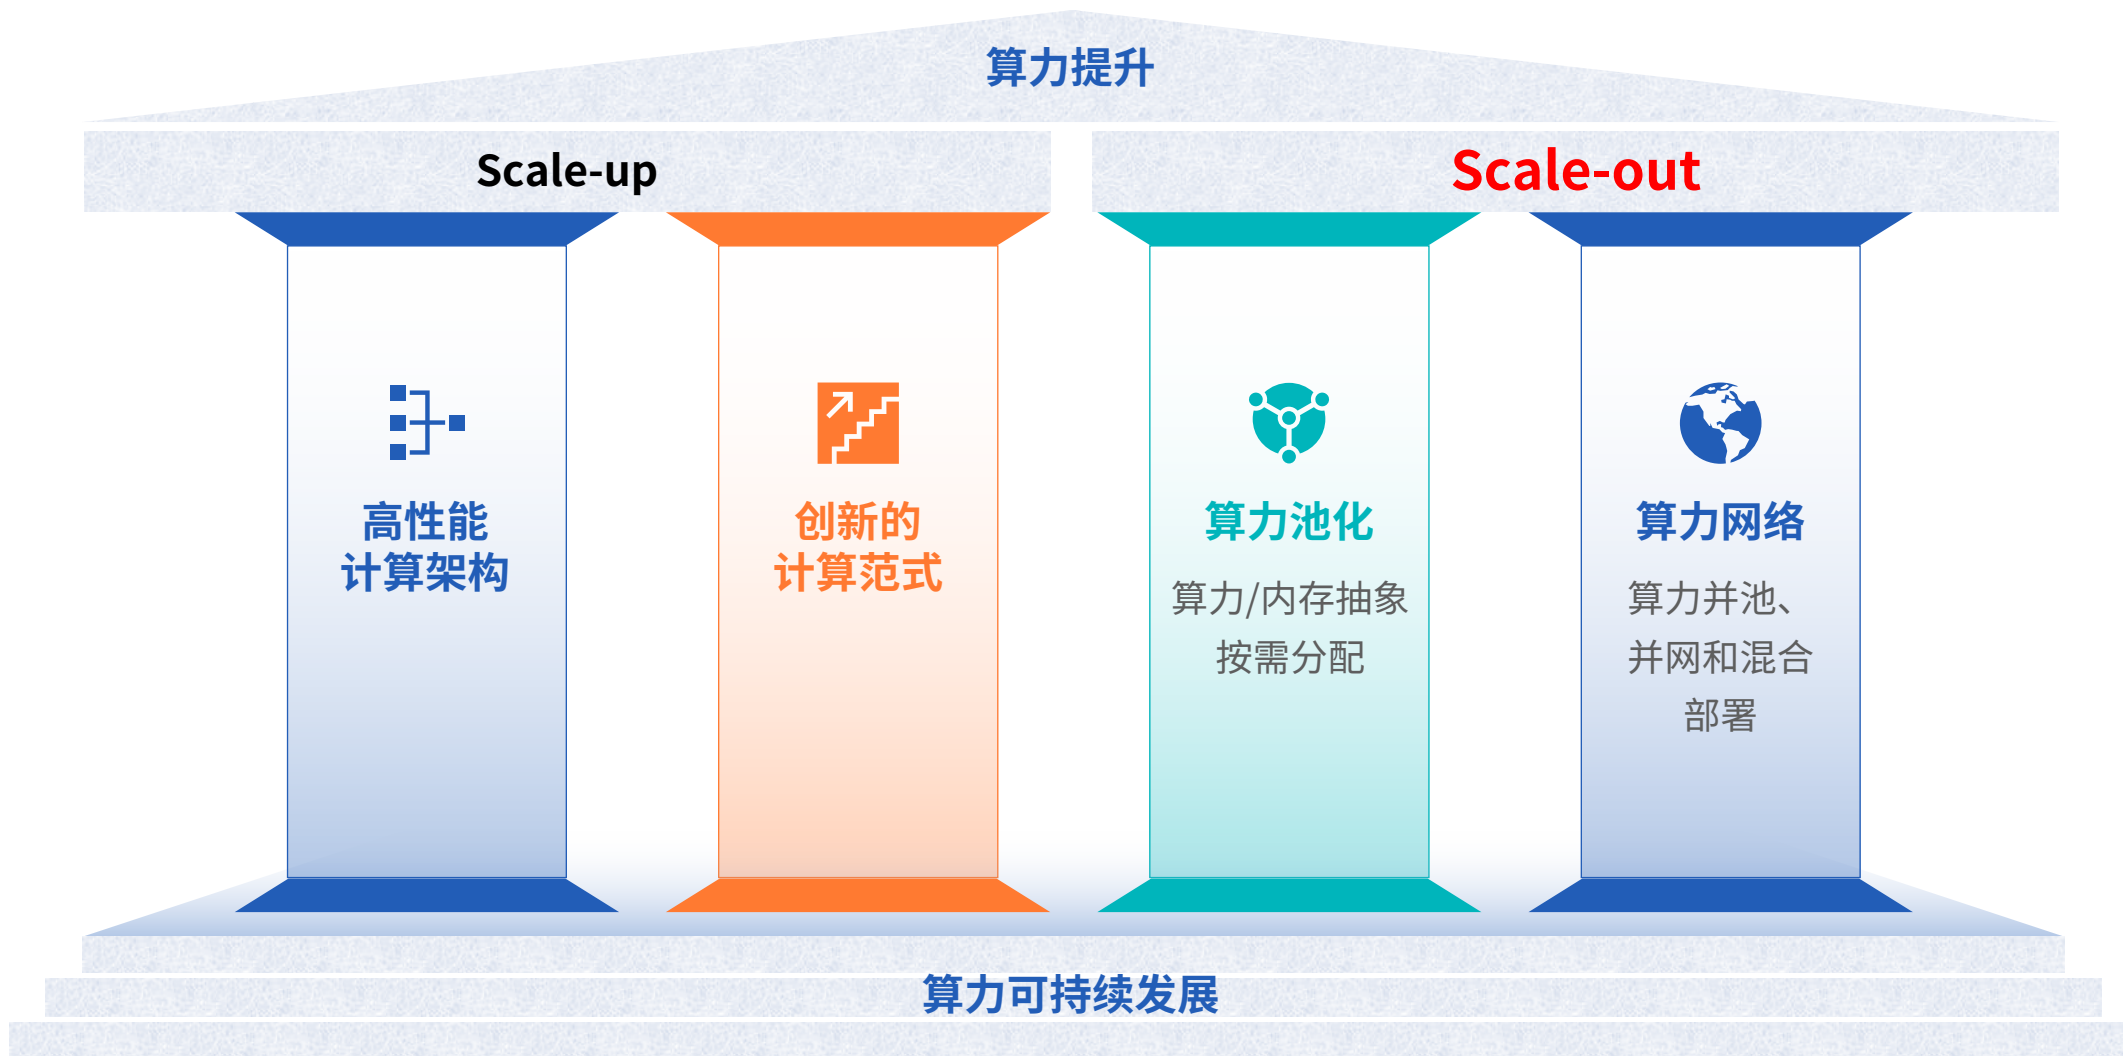 算力提升
Scale-up
Scale-out
高性能
计算架构
创新的
计算范式
算力池化
算力/内存抽象
按需分配
算力网络
算力并池、
并网和混合
部署
算力可持续发展